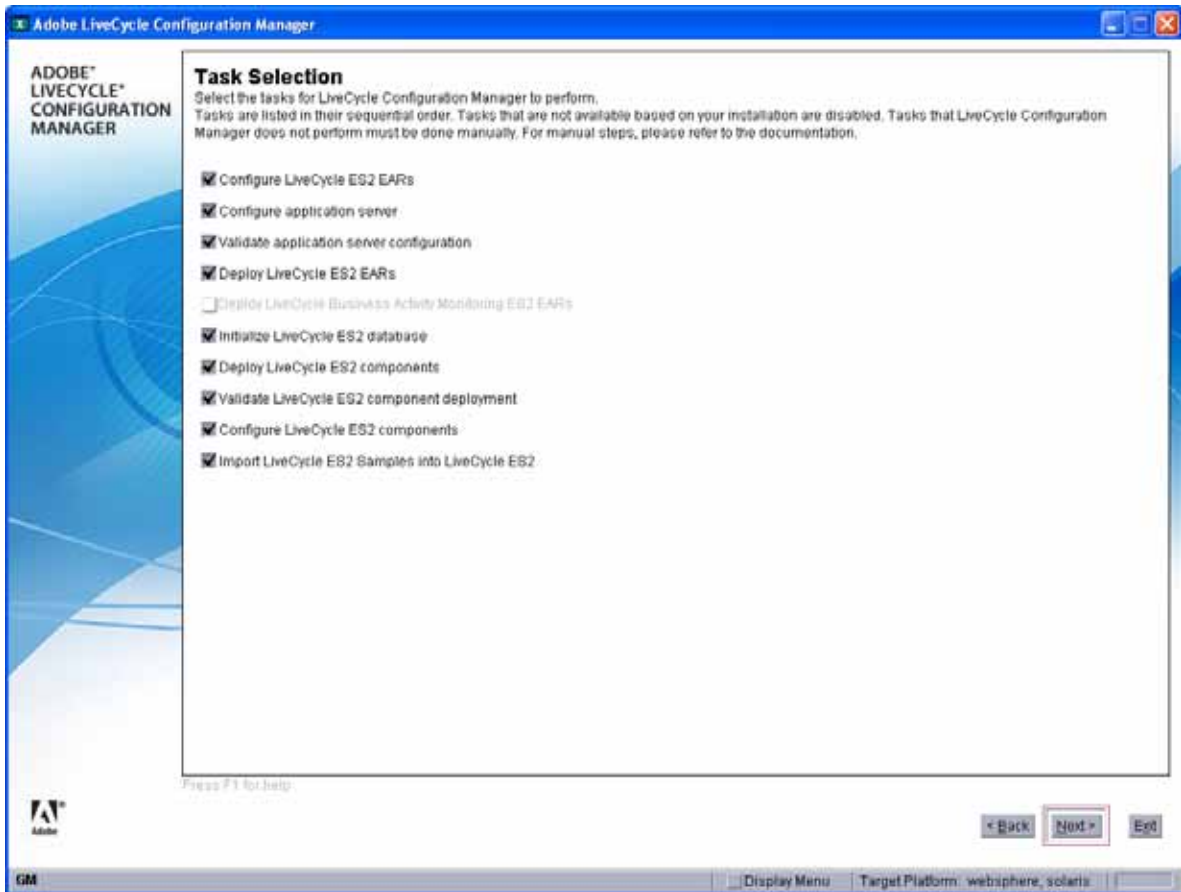 Adobe LiveCycle Configuration Manager
ADOBE®
LIVECYCLE®
CONFIGURATION
MANAGER
Task Selection
Select the tasks for LiveCycle Configuration Manager to perform.
Tasks are listed in their sequential order. Tasks that are not available based on your installation are disabled. Tasks that LiveCycle Configuration
Manager does not perform must be done manually. For manual steps, please refer to the documentation.
Configure LiveCycle ES2 EARs
Configure application server
Validate application server configuration
Deploy LiveCycle ES2 EARs
Deploy LiveCycle Business Activity Monitoring ES2 EARs
Initialize LiveCycle ES2 database
Deploy LiveCycle ES2 components
Validate LiveCycle ES2 component deployment
Configure LiveCycle ES2 components
Import LiveCycle ES2 Samples into LiveCycle ES2
Press F1 for help
Adobe
< Back
Next >
Exit
GM
Display Menu
Target Platform: websphere, solaris